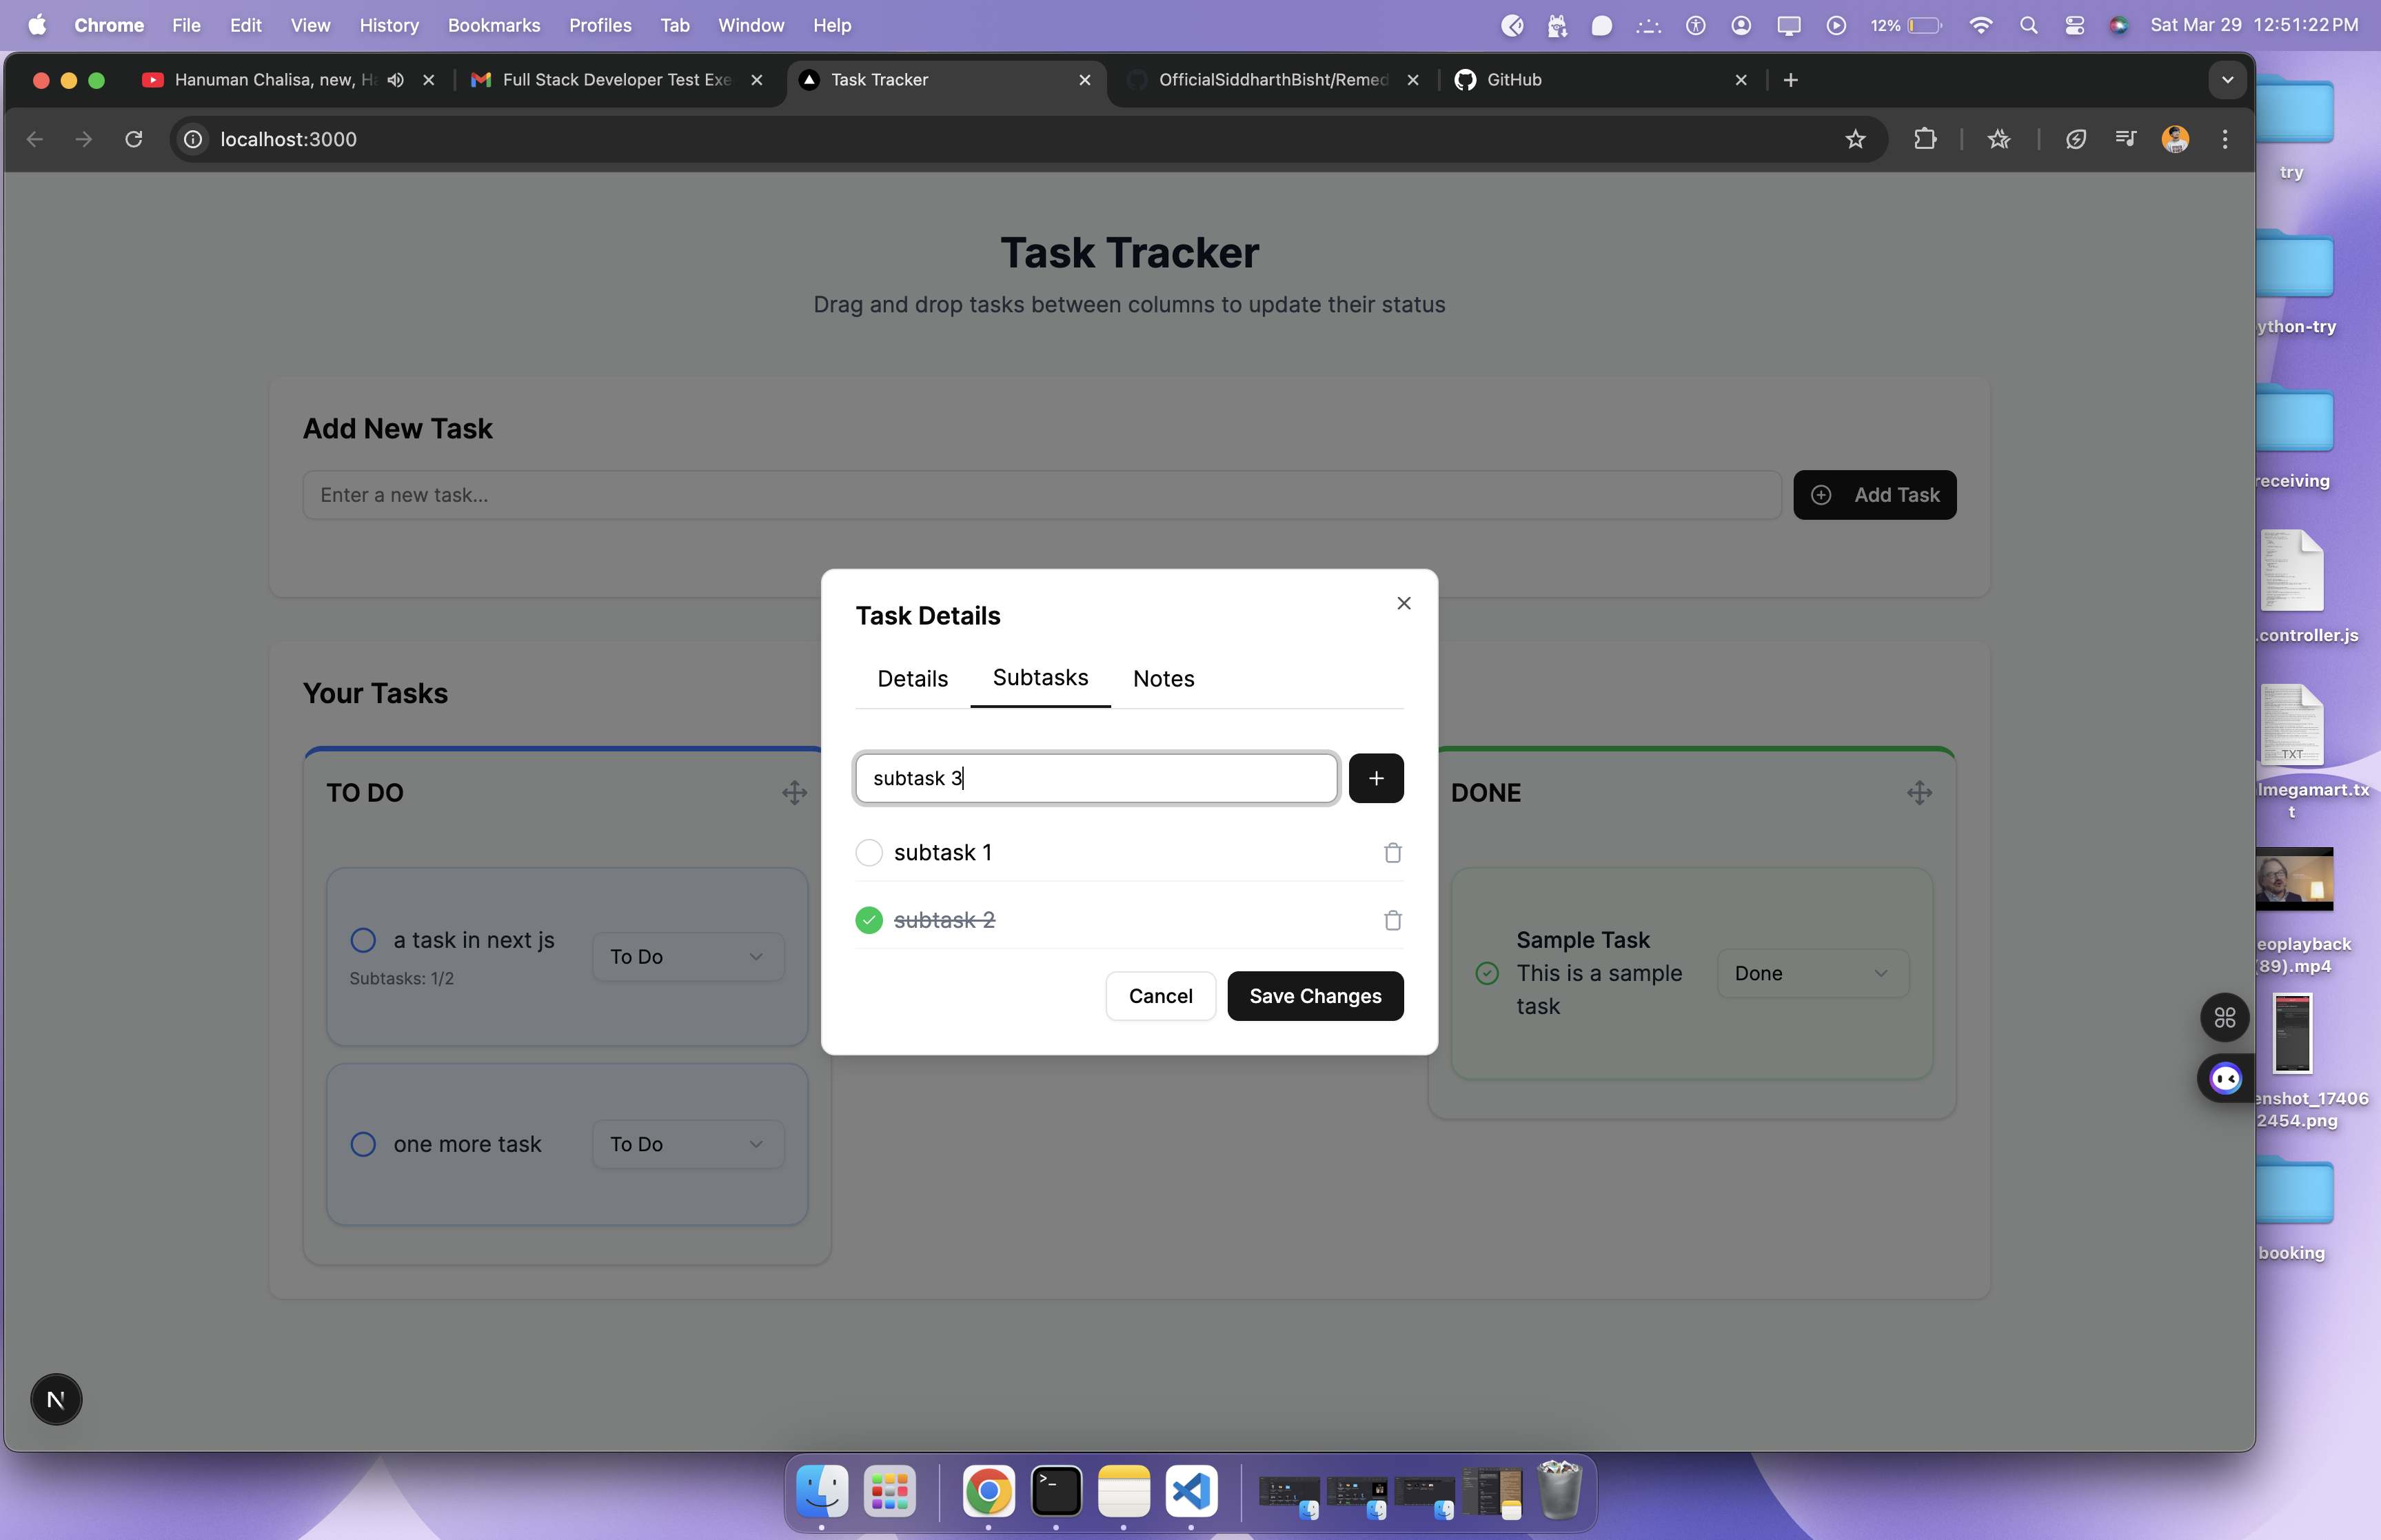 Chrome File Edit View History Bookmarks Profiles Tab Window Help 12% Sat Mar 29 12:51:22 PM
Hanuman Chalisa, new, Full Stack Developer Test Exe Task Tracker OfficialSiddharthBisht/Remed GitHub
localhost:3000
Task Tracker
Drag and drop tasks between columns to update their status
Add New Task
Enter a new task...
Add Task
Your Tasks
TO DO
a task in next js
Subtasks: 1/2
To Do
one more task
To Do
Task Details
Details Subtasks Notes
subtask 3
subtask 1
subtask 2
Cancel Save Changes
DONE
Sample Task
This is a sample
task
Done
N
try
ython-try
receiving
.controller.js
TXT
lmegamart.tx
t
eoplayback
(89).mp4
enshot_17406
2454.png
booking